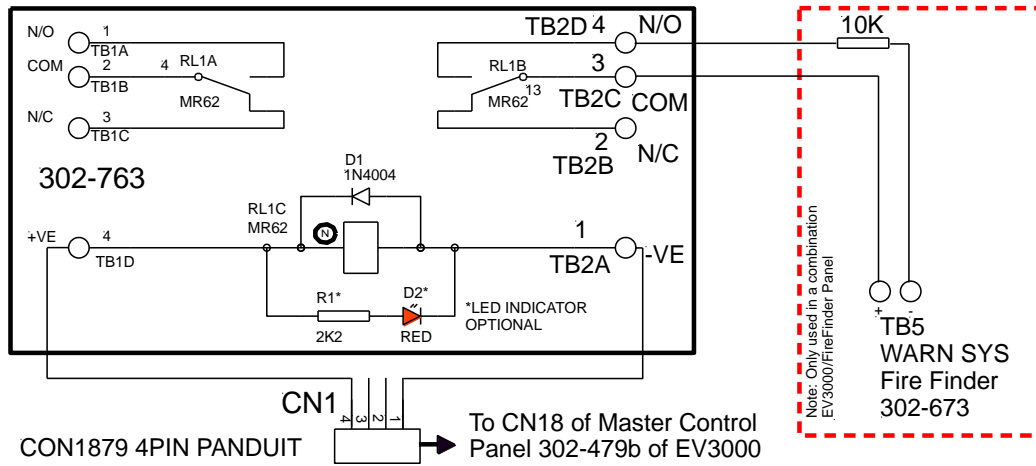 N/O
1
TB1A
COM
2
TB1B
4
RL1A
MR62
N/C
3
TB1C
TB2D 4 N/O
RL1B
MR62
13
3
TB2C COM
2
TB2B
N/C
302-763
D1
1N4004
RL1C
MR62
N
+VE
4
TB1D
1
TB2A
-VE
R1*
2K2
D2*
RED
*LED INDICATOR
OPTIONAL
10K
Note: Only used in a combination
EV3000/FireFinder Panel
+
-
TB5
WARN SYS
Fire Finder
302-673
CN1
4
3
2
1
CON1879 4PIN PANDUIT
To CN18 of Master Control
Panel 302-479b of EV3000